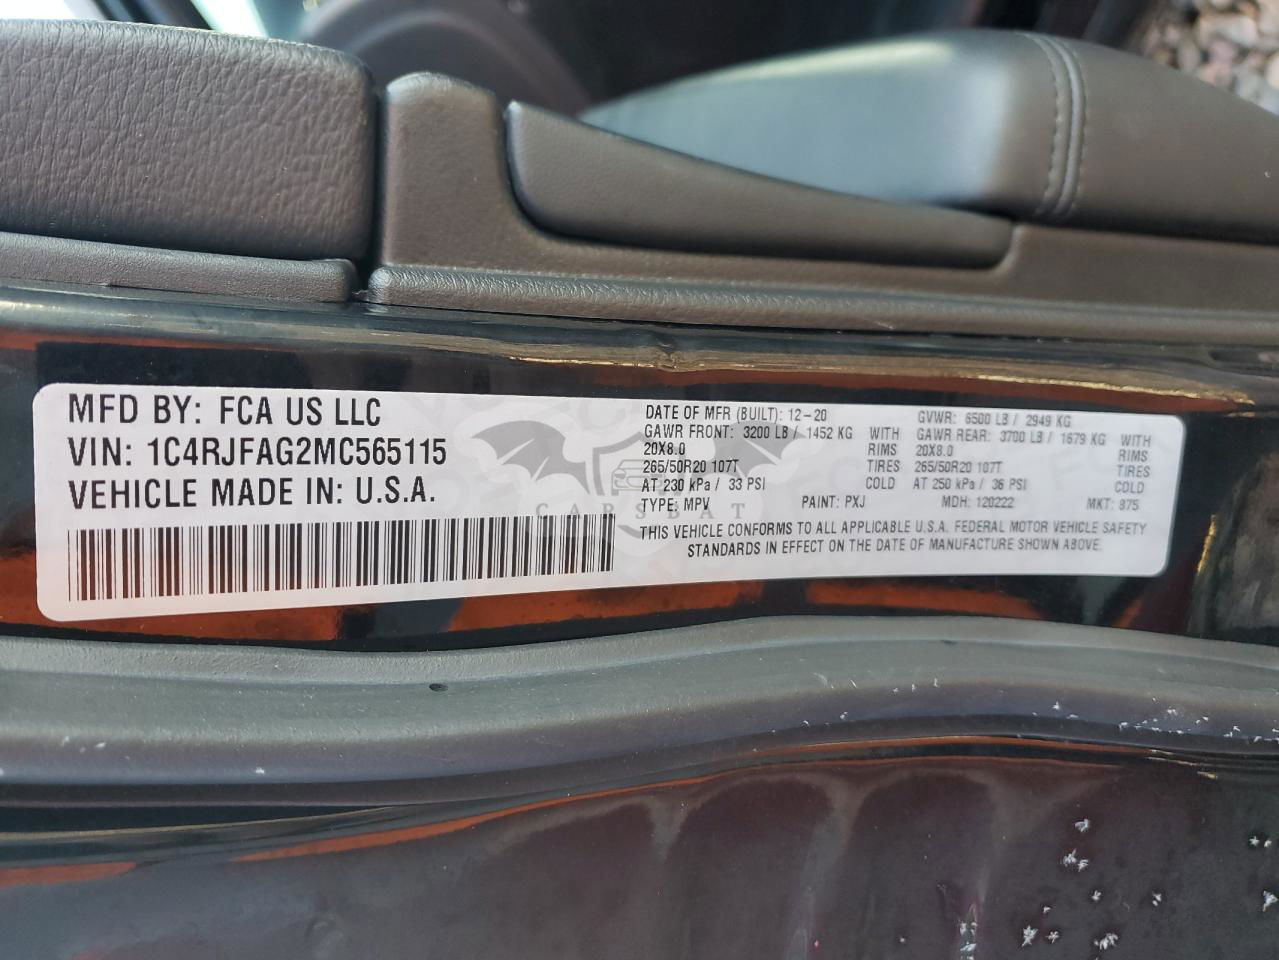 MFD BY: FCA US LLC
VIN: 1C4RJFAG2MC565115
VEHICLE MADE IN: U.S.A.
DATE OF MFR (BUILT): 12-20 GVWR: 6500 LB / 2949 KG
GAWR FRONT: 3200 LB / 1452 KG WITH GAWR REAR: 3700 LB / 1679 KG WITH
20X8.0 RIMS 20X8.0 RIMS
265/50R20 107T TIRES 265/50R20 107T TIRES
AT 230 kPa / 33 PSI COLD AT 250 kPa / 36 PSI COLD
TYPE: MPV PAINT: PXJ MDH: 120222 MKT: 875
CARSBAT
THIS VEHICLE CONFORMS TO ALL APPLICABLE U.S.A. FEDERAL MOTOR VEHICLE SAFETY
STANDARDS IN EFFECT ON THE DATE OF MANUFACTURE SHOWN ABOVE.